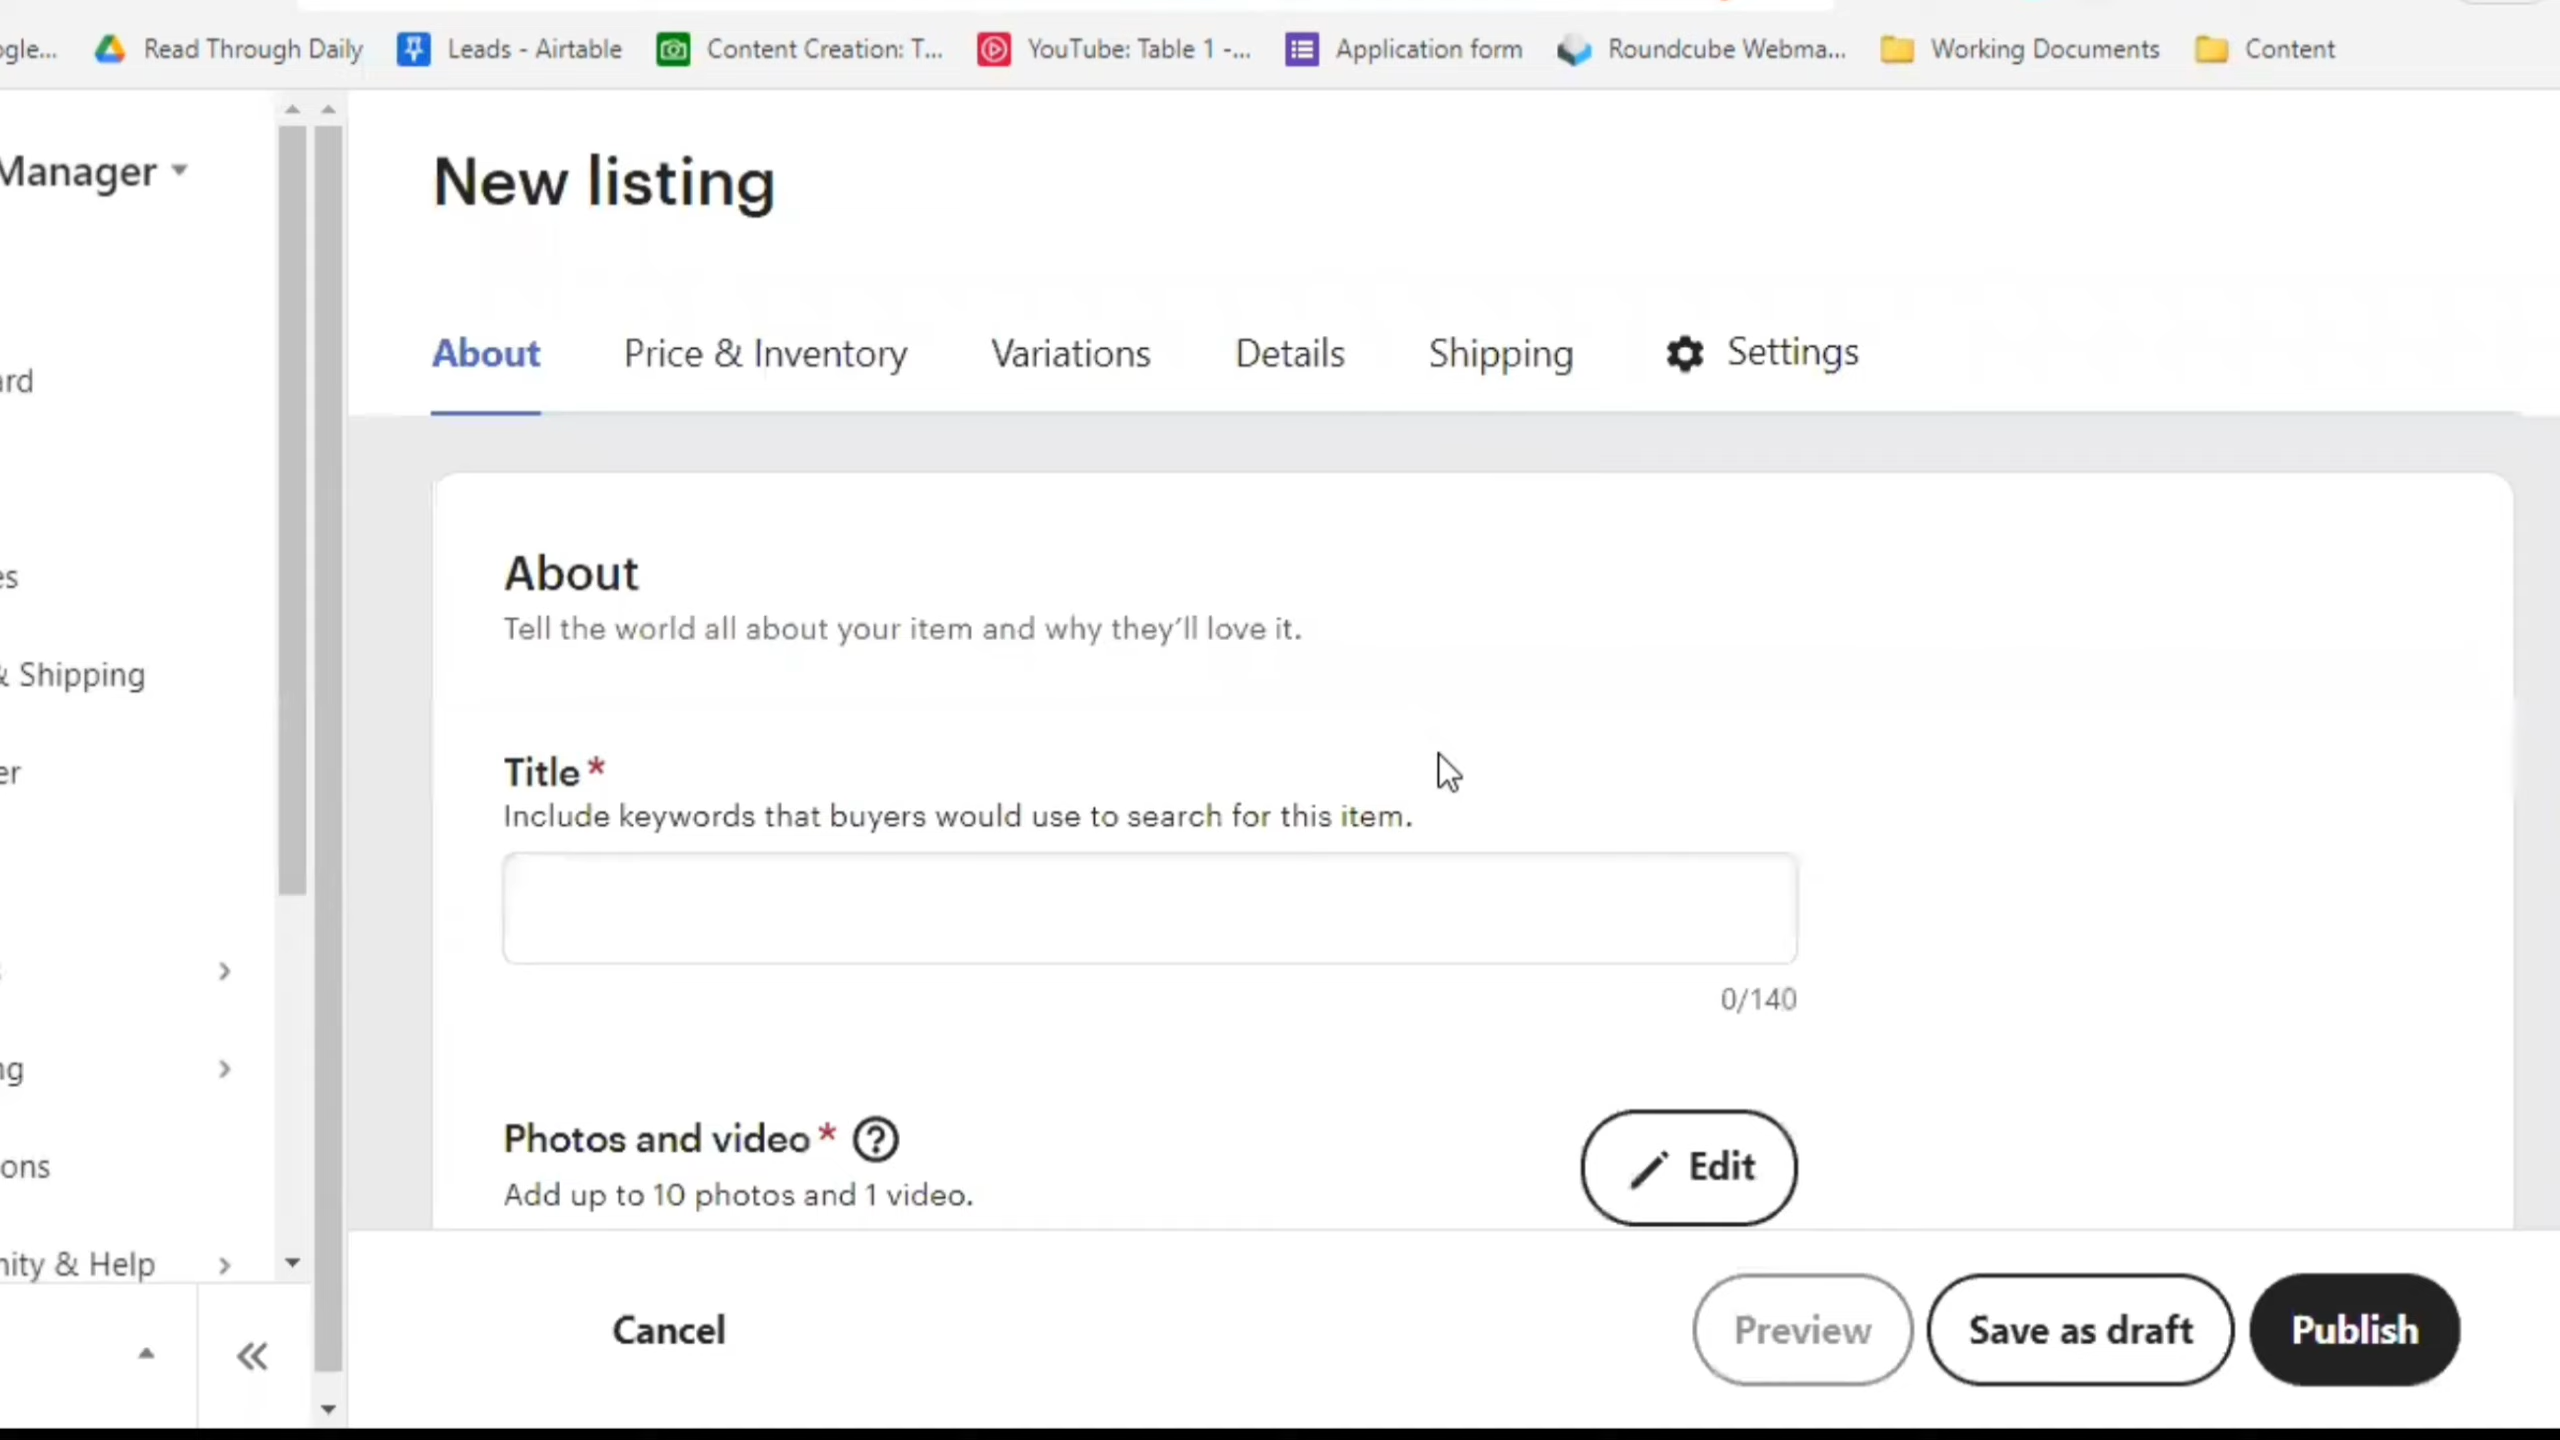 ogle...
Read Through Daily
Leads - Airtable
Content Creation: T...
YouTube: Table 1 -...
Application form
Roundcube Webma...
Working Documents
Content
Manager
ard
es
& Shipping
er
ng
ons
nity & Help
New listing
About
Price & Inventory
Variations
Details
Shipping
Settings
About
Tell the world all about your item and why they'll love it.
Title *
Include keywords that buyers would use to search for this item.
0/140
Photos and video *
Edit
Add up to 10 photos and 1 video.
Cancel
Preview
Save as draft
Publish